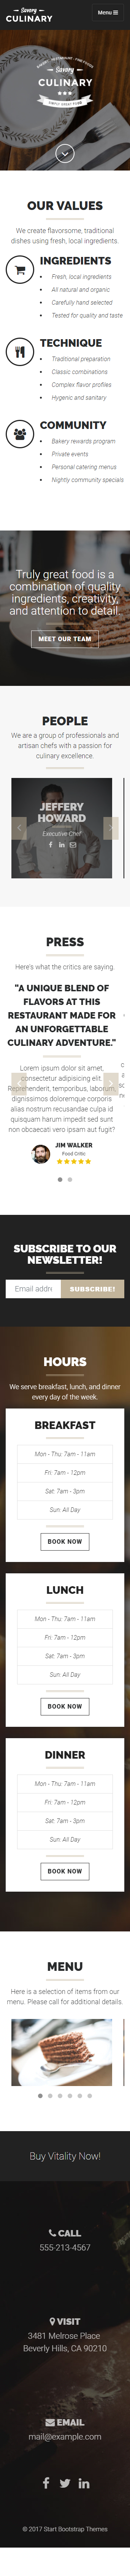 Savory
CULINARY
Menu
RESTAURANT · FINE FOODS
Savory
CULINARY
SIMPLY GREAT FOOD
OUR VALUES
We create flavorsome, traditional
dishes using fresh, local ingredients.
INGREDIENTS
Fresh, local ingredients
All natural and organic
Carefully hand selected
Tested for quality and taste
TECHNIQUE
Traditional preparation
Classic combinations
Complex flavor profiles
Hygenic and sanitary
COMMUNITY
Bakery rewards program
Private events
Personal catering menus
Nightly community specials
Truly great food is a
combination of quality
ingredients, creativity,
and attention to detail.
MEET OUR TEAM
PEOPLE
We are a group of professionals and
artisan chefs with a passion for
culinary excellence.
JEFFERY
HOWARD
Executive Chef
PRESS
Here's what the critics are saying.
"A UNIQUE BLEND OF
FLAVORS AT THIS
RESTAURANT MADE FOR
AN UNFORGETTABLE
CULINARY ADVENTURE."
Lorem ipsum dolor sit amet,
consectetur adipisicing elit.
Reprehenderit, temporibus, laborum,
dignissimos doloremque corporis
alias nostrum recusandae culpa id
quisquam harum impedit sed sunt
non occaecati vero ipsum aut fugit?
JIM WALKER
Food Critic
SUBSCRIBE TO OUR
NEWSLETTER!
Email addre
SUBSCRIBE!
HOURS
We serve breakfast, lunch, and dinner
every day of the week.
BREAKFAST
Mon - Thu: 7am - 11am
Fri: 7am - 12pm
Sat: 7am - 3pm
Sun: All Day
BOOK NOW
LUNCH
Mon - Thu: 7am - 11am
Fri: 7am - 12pm
Sat: 7am - 3pm
Sun: All Day
BOOK NOW
DINNER
Mon - Thu: 7am - 11am
Fri: 7am - 12pm
Sat: 7am - 3pm
Sun: All Day
BOOK NOW
MENU
Here is a selection of items from our
menu. Please call for additional details.
Buy Vitality Now!
CALL
555-213-4567
VISIT
3481 Melrose Place
Beverly Hills, CA 90210
EMAIL
mail@example.com
© 2017 Start Bootstrap Themes